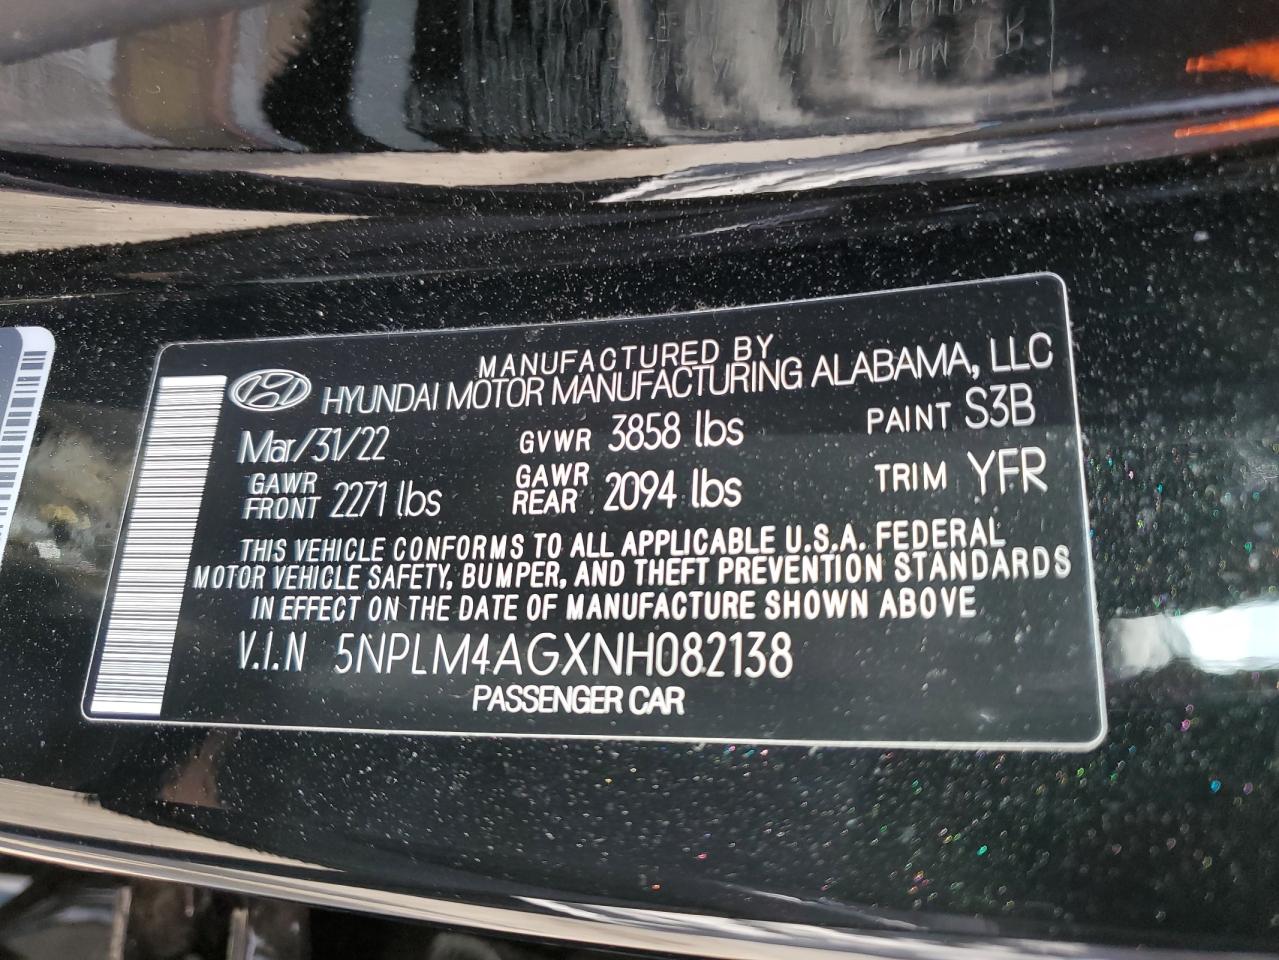 MANUFACTURED BY
HYUNDAI MOTOR MANUFACTURING ALABAMA, LLC
Mar/31/22 GVWR 3858 lbs PAINT S3B
GAWR FRONT 2271 lbs GAWR REAR 2094 lbs TRIM YFR
THIS VEHICLE CONFORMS TO ALL APPLICABLE U.S.A. FEDERAL
MOTOR VEHICLE SAFETY, BUMPER, AND THEFT PREVENTION STANDARDS
IN EFFECT ON THE DATE OF MANUFACTURE SHOWN ABOVE
V.I.N 5NPLM4AGXNH082138
PASSENGER CAR